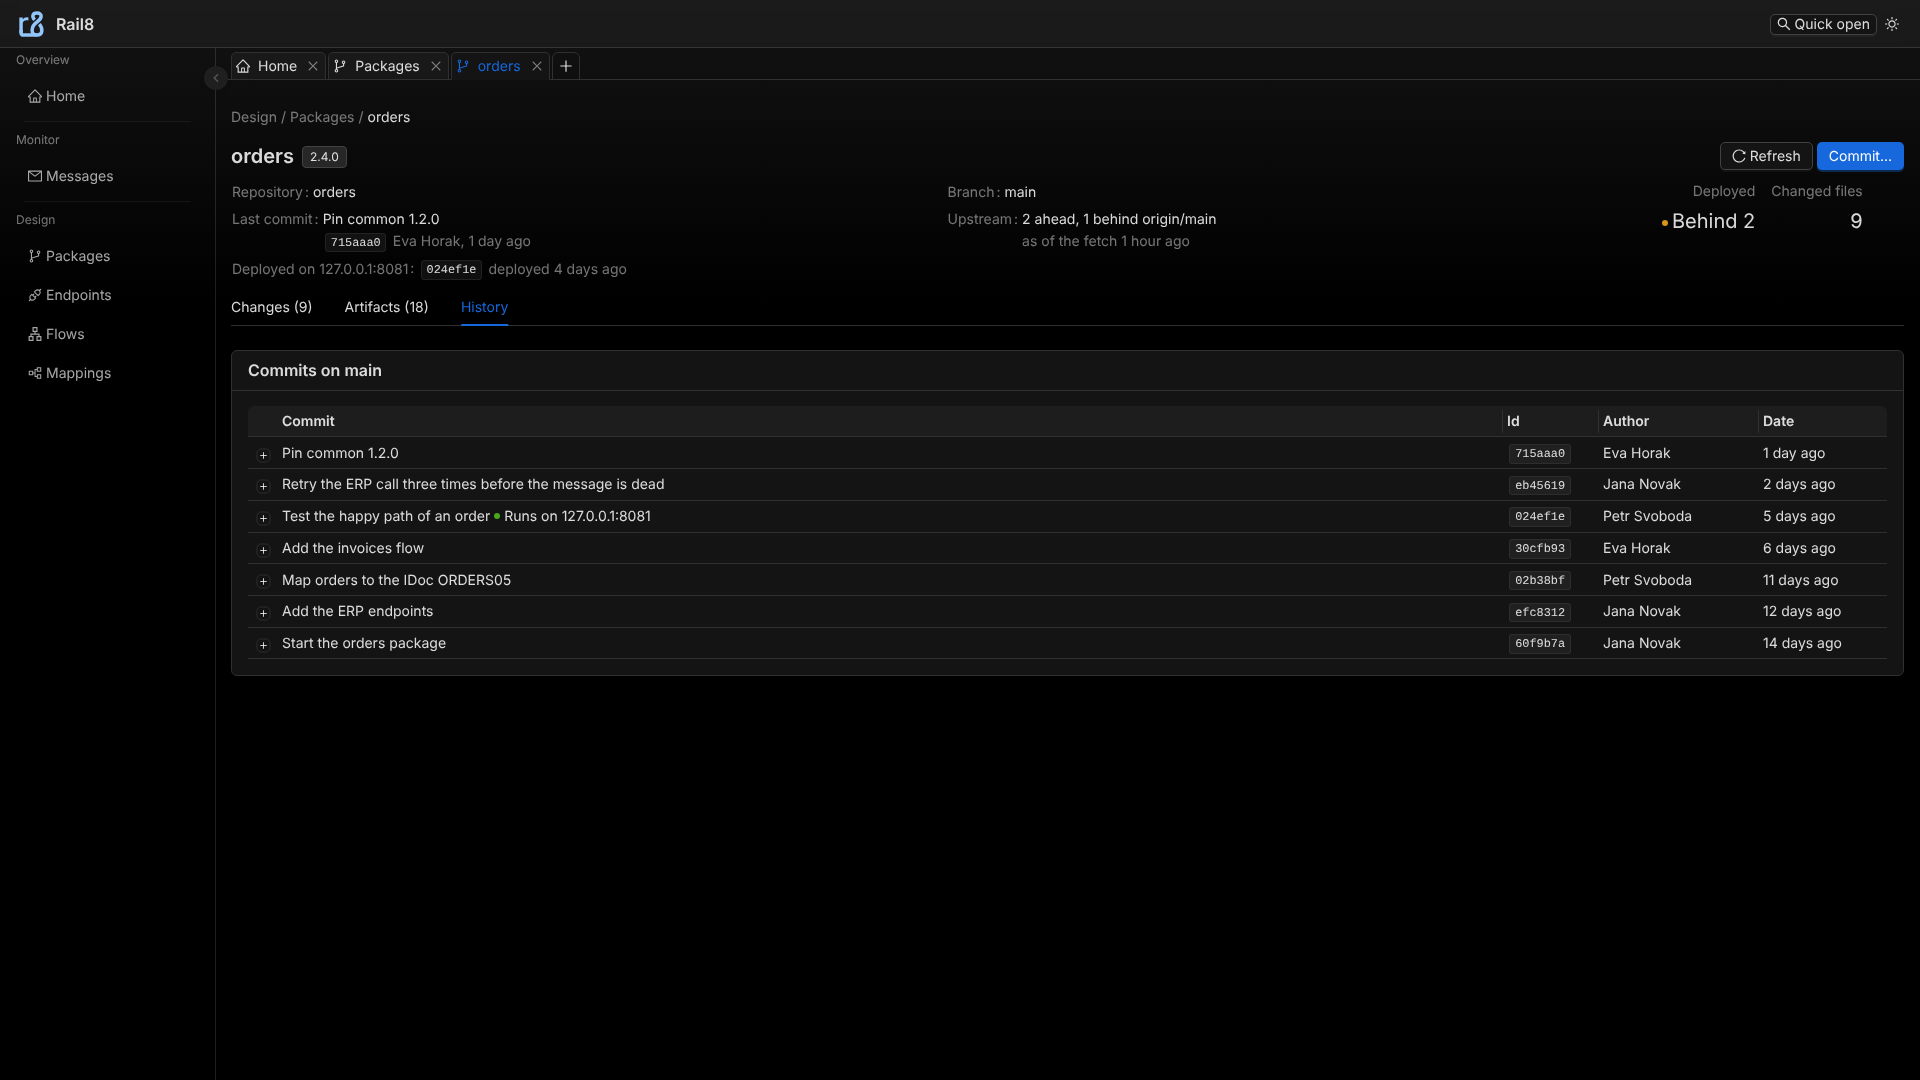 r8 Rail8
Quick open
Overview
Home
Monitor
Messages
Design
Packages
Endpoints
Flows
Mappings
Home
Packages
orders
Design / Packages / orders
orders 2.4.0
Refresh
Commit...
Repository: orders
Branch: main
Deployed
Changed files
Last commit: Pin common 1.2.0
715aaa0 Eva Horak, 1 day ago
Upstream: 2 ahead, 1 behind origin/main
as of the fetch 1 hour ago
Behind 2
9
Deployed on 127.0.0.1:8081: 024ef1e deployed 4 days ago
Changes (9)
Artifacts (18)
History
Commits on main
Commit Id Author Date
Pin common 1.2.0 715aaa0 Eva Horak 1 day ago
Retry the ERP call three times before the message is dead eb45619 Jana Novak 2 days ago
Test the happy path of an order Runs on 127.0.0.1:8081 024ef1e Petr Svoboda 5 days ago
Add the invoices flow 30cfb93 Eva Horak 6 days ago
Map orders to the IDoc ORDERS05 02b38bf Petr Svoboda 11 days ago
Add the ERP endpoints efc8312 Jana Novak 12 days ago
Start the orders package 60f9b7a Jana Novak 14 days ago